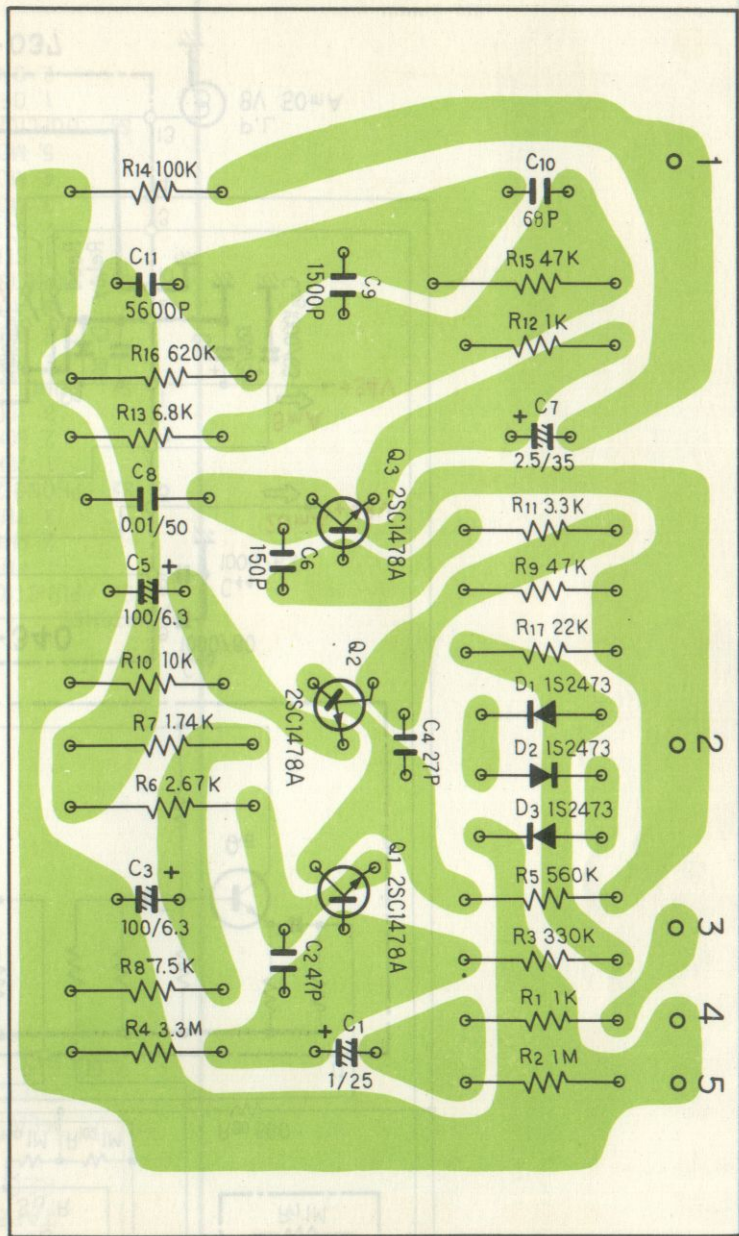 1
R14 100K
C10
68P
C11
5600P
C9
1500P
R15 47K
R12 1K
R16 620K
R13 6.8K
+ C7
2.5/35
C8
0.01/50
Q3 2SC1478A
C6
150P
R11 3.3K
C5 +
100/6.3
R9 47K
R10 10K
Q2
2SC1478A
R17 22K
D1 1S2473
R7 1.74K
C4 27P
D2 1S2473
2
R6 2.67K
D3 1S2473
C3 +
100/6.3
Q1 2SC1478A
R5 560K
3
R8 7.5K
C2 47P
R3 330K
R4 3.3M
+ C1
1/25
R1 1K
4
R2 1M
5
8V 50mA
P.L